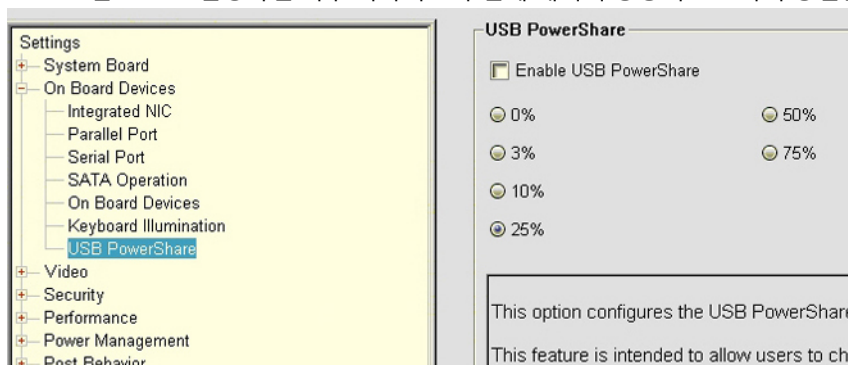 Settings
System Board
On Board Devices
Integrated NIC
Parallel Port
Serial Port
SATA Operation
On Board Devices
Keyboard Illumination
USB PowerShare
Video
Security
Performance
Power Management
Post Behavior
USB PowerShare
Enable USB PowerShare
0%
50%
3%
75%
10%
25%
This option configures the USB PowerShare
This feature is intended to allow users to ch